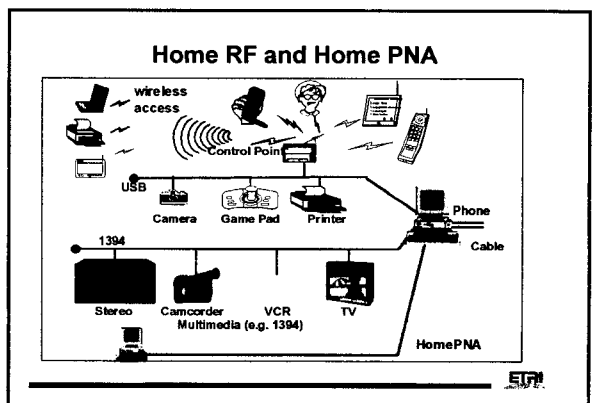 Home RF and Home PNA
wireless
access
Control Point
USB
Camera
Game Pad
Printer
Phone
Cable
1394
Stereo
Camcorder
VCR
TV
Multimedia (e.g. 1394)
HomePNA
ETRI